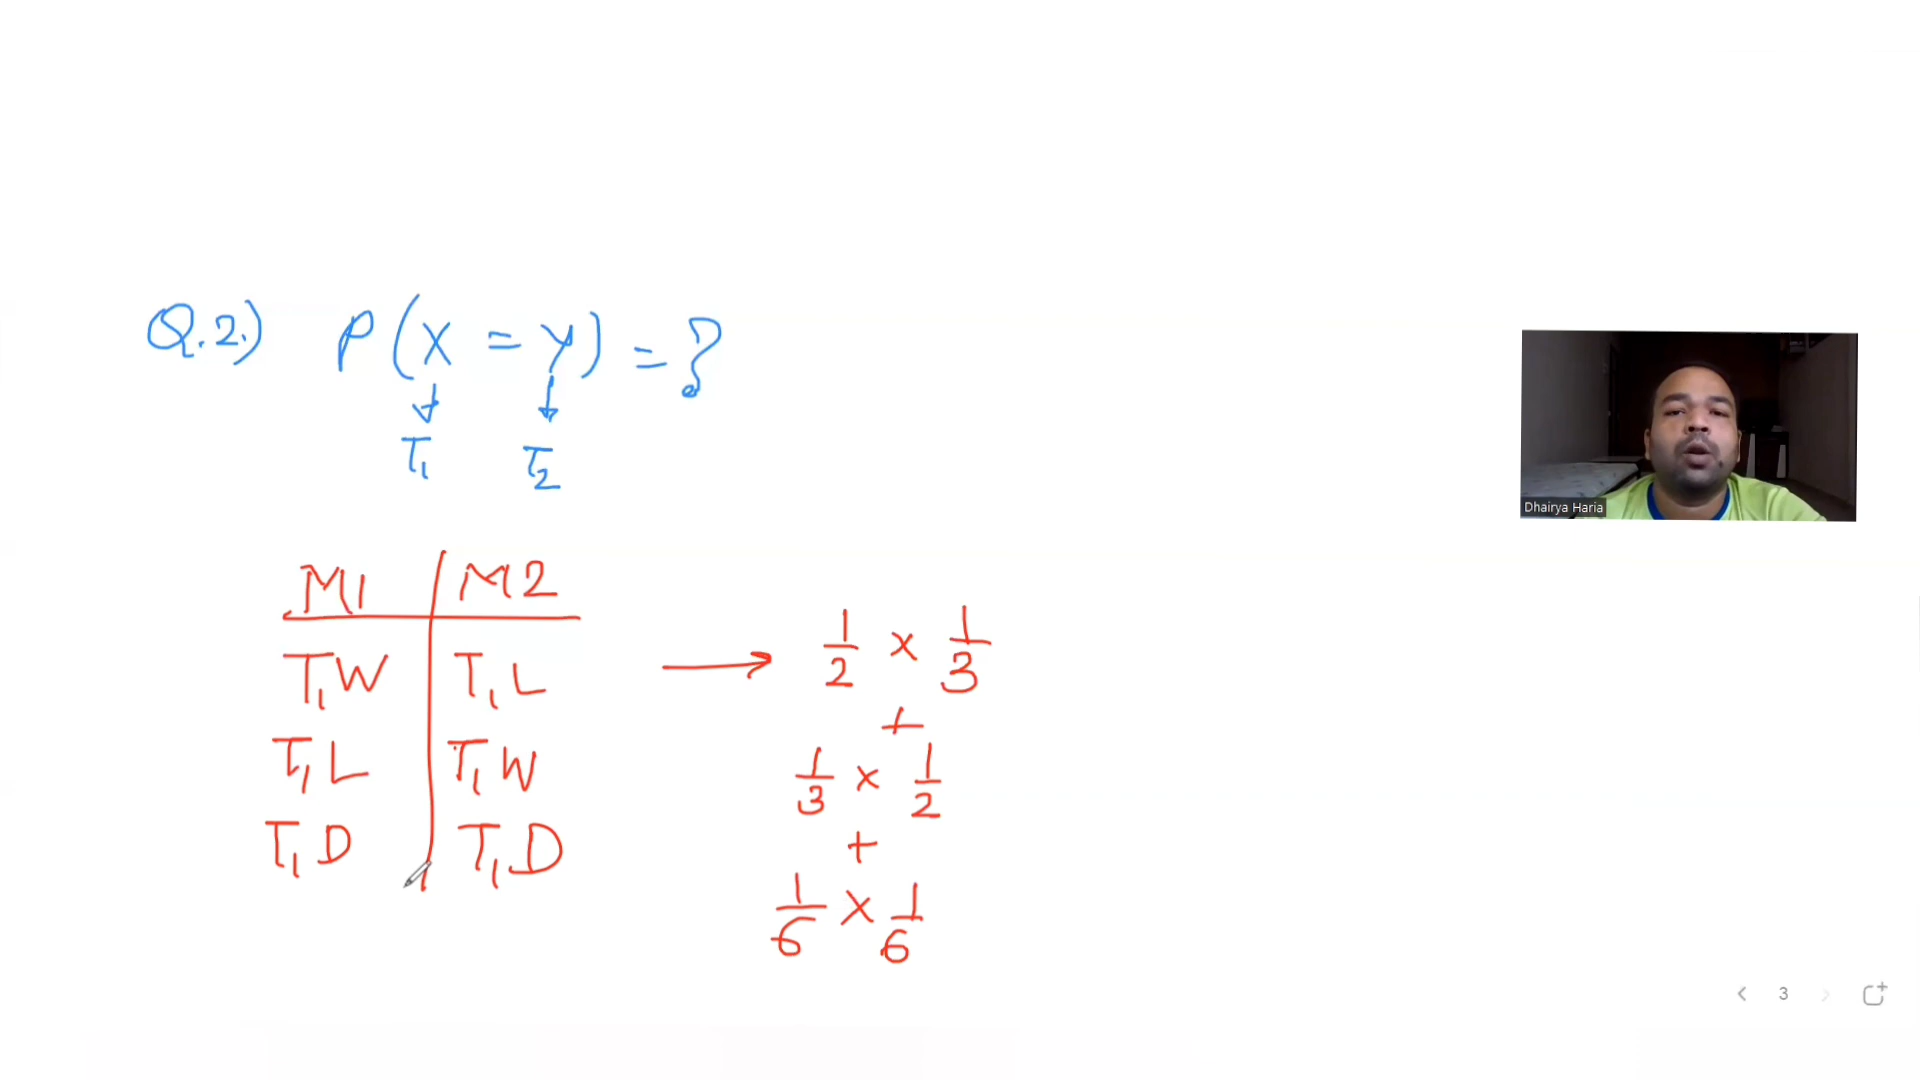 Q.2.) P(X = Y) = ?
T₁ T₂
M1 M2
T₁W T₁L → 1/2 × 1/3
+
T₁L T₁W 1/3 × 1/2
+
T₁D T₁D 1/6 × 1/6
Dhairya Haria
3